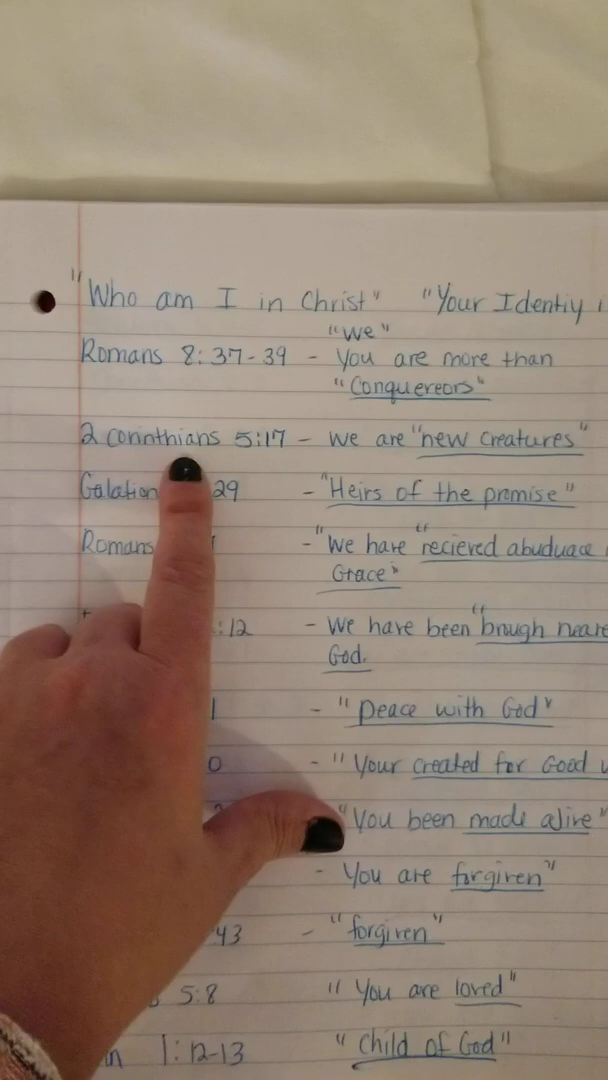 "Who am I in Christ" "Your Identiy i
"We"
Romans 8:37-39 - You are more than
"Conquereors"
2 corinthians 5:17 - we are "new creatures"
Galation 29 - "Heirs of the promise"
Romans - "We have "recieved abuduace
Grace"
:12 - We have been "brough neare
God.
1 - "peace with God"
0 - "Your created for Good
"You been made alive"
- You are forgiven"
43 - "forgiven"
5:8 "You are loved"
n 1:12-13 "Child of God"